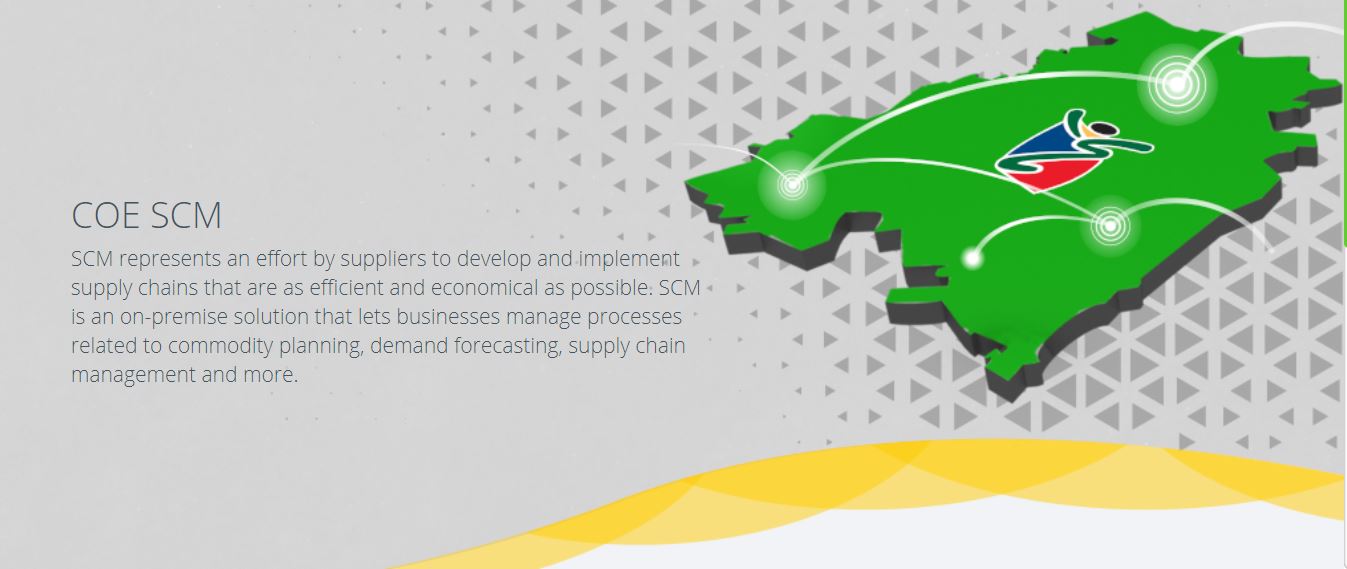 COE SCM
SCM represents an effort by suppliers to develop and implement
supply chains that are as efficient and economical as possible. SCM
is an on-premise solution that lets businesses manage processes
related to commodity planning, demand forecasting, supply chain
management and more.